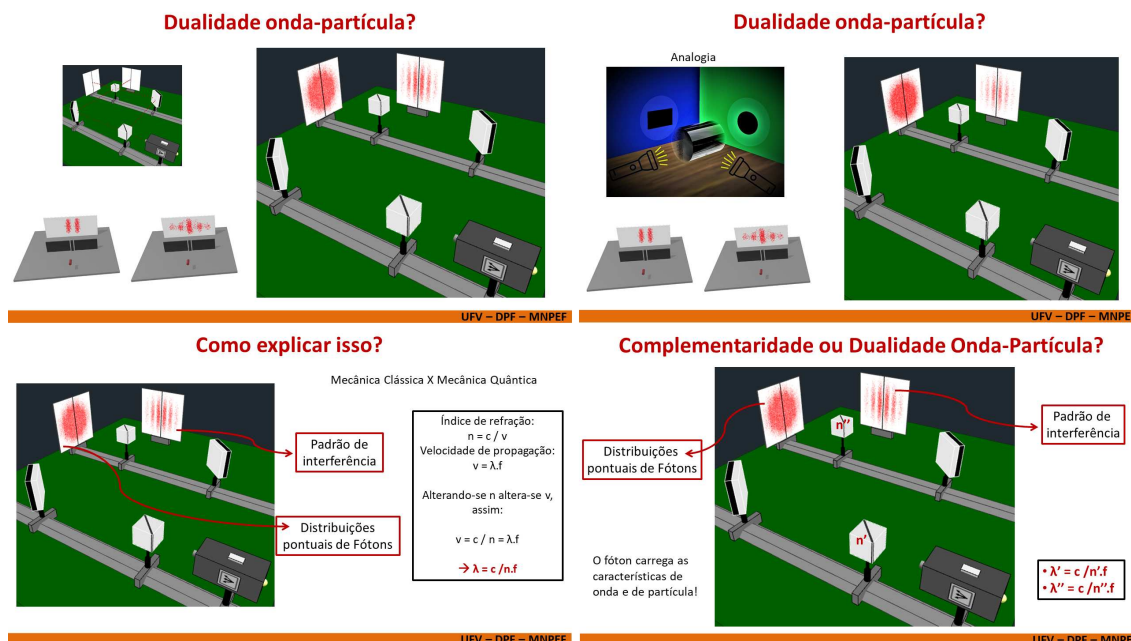 Dualidade onda-partícula?
UFV – DPF – MNPEF
Dualidade onda-partícula?
Analogia
UFV – DPF – MNPE
Como explicar isso?
Mecânica Clássica X Mecânica Quântica
Padrão de
interferência
Distribuições
pontuais de Fótons
Índice de refração:
n = c / v
Velocidade de propagação:
v = λ.f
Alterando-se n altera-se v,
assim:
v = c / n = λ.f
→ λ = c /n.f
UFV – DPF – MNPEF
Complementaridade ou Dualidade Onda-Partícula?
Distribuições
pontuais de Fótons
n''
Padrão de
interferência
n'
O fóton carrega as
características de
onda e de partícula!
• λ' = c /n'.f
• λ'' = c /n''.f
UFV – DPF – MNPE